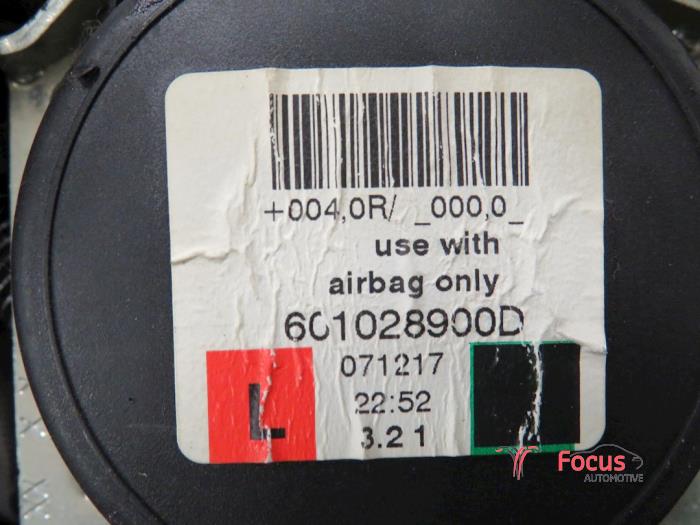 +004,0R/ _000,0_
use with
airbag only
601028900D
071217
22:52
3.2 1
L
Focus
AUTOMOTIVE